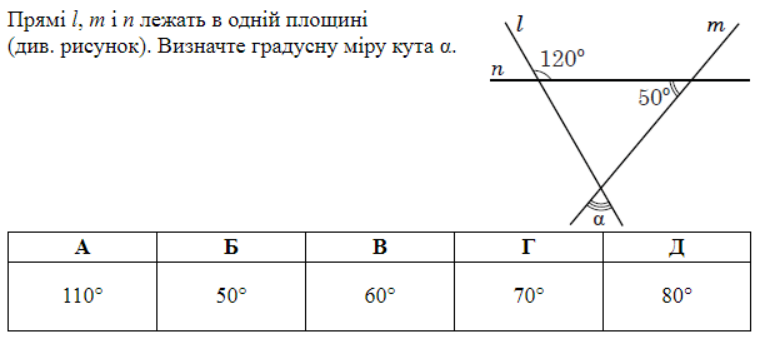 Прямі l, m і n лежать в одній площині
(див. рисунок). Визначте градусну міру кута α.
l
m
n
120°
50°
α
А Б В Г Д
110° 50° 60° 70° 80°